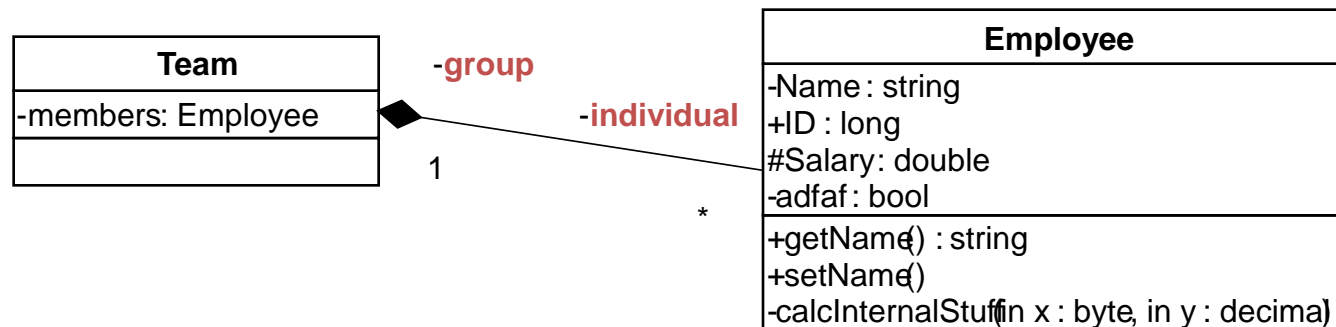 Team
-members: Employee
-group
-individual
1
*
Employee
-Name : string
+ID : long
#Salary : double
-adfaf : bool
+getName() : string
+setName()
-calcInternalStuff(in x : byte, in y : decimal)